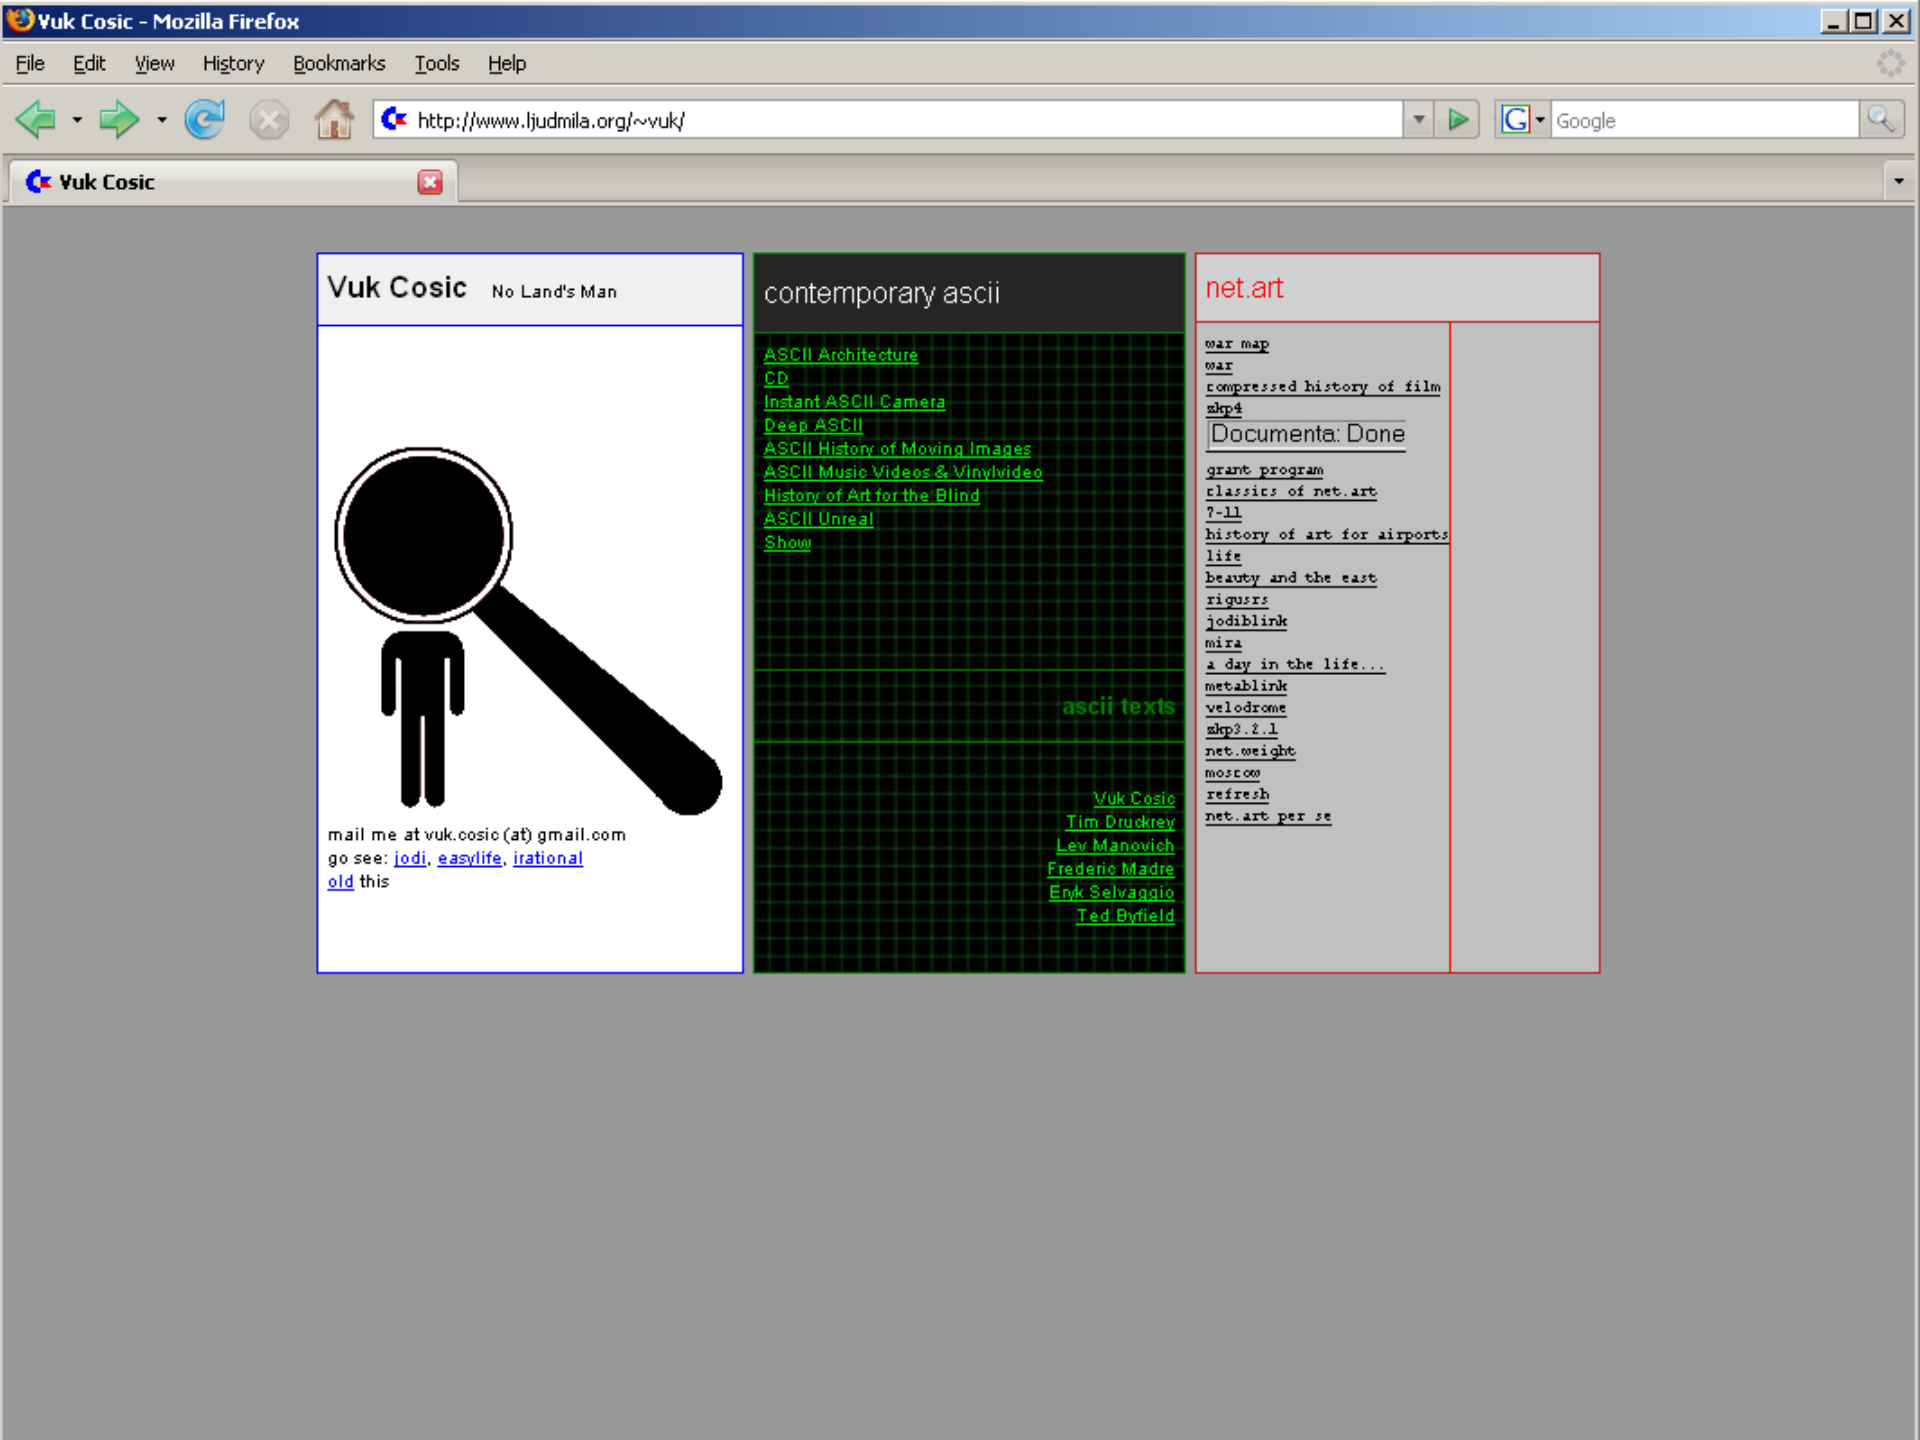 Vuk Cosic - Mozilla Firefox
File Edit View History Bookmarks Tools Help
http://www.ljudmila.org/~vuk/
G Google
Vuk Cosic
Vuk Cosic No Land's Man
mail me at vuk.cosic (at) gmail.com
go see: jodi, easylife, irational
old this
contemporary ascii
ASCII Architecture
CD
Instant ASCII Camera
Deep ASCII
ASCII History of Moving Images
ASCII Music Videos & Vinylvideo
History of Art for the Blind
ASCII Unreal
Show
ascii texts
Vuk Cosic
Tim Druckrey
Lev Manovich
Frederic Madre
Eryk Selvaggio
Ted Byfield
net.art
war map
war
compressed history of film
zkp4
Documenta: Done
grant program
classics of net.art
7-11
history of art for airports
life
beauty and the east
rigusrs
jodiblink
mira
a day in the life...
metablink
velodrome
zkp3.2.1
net.weight
moscow
refresh
net.art per se